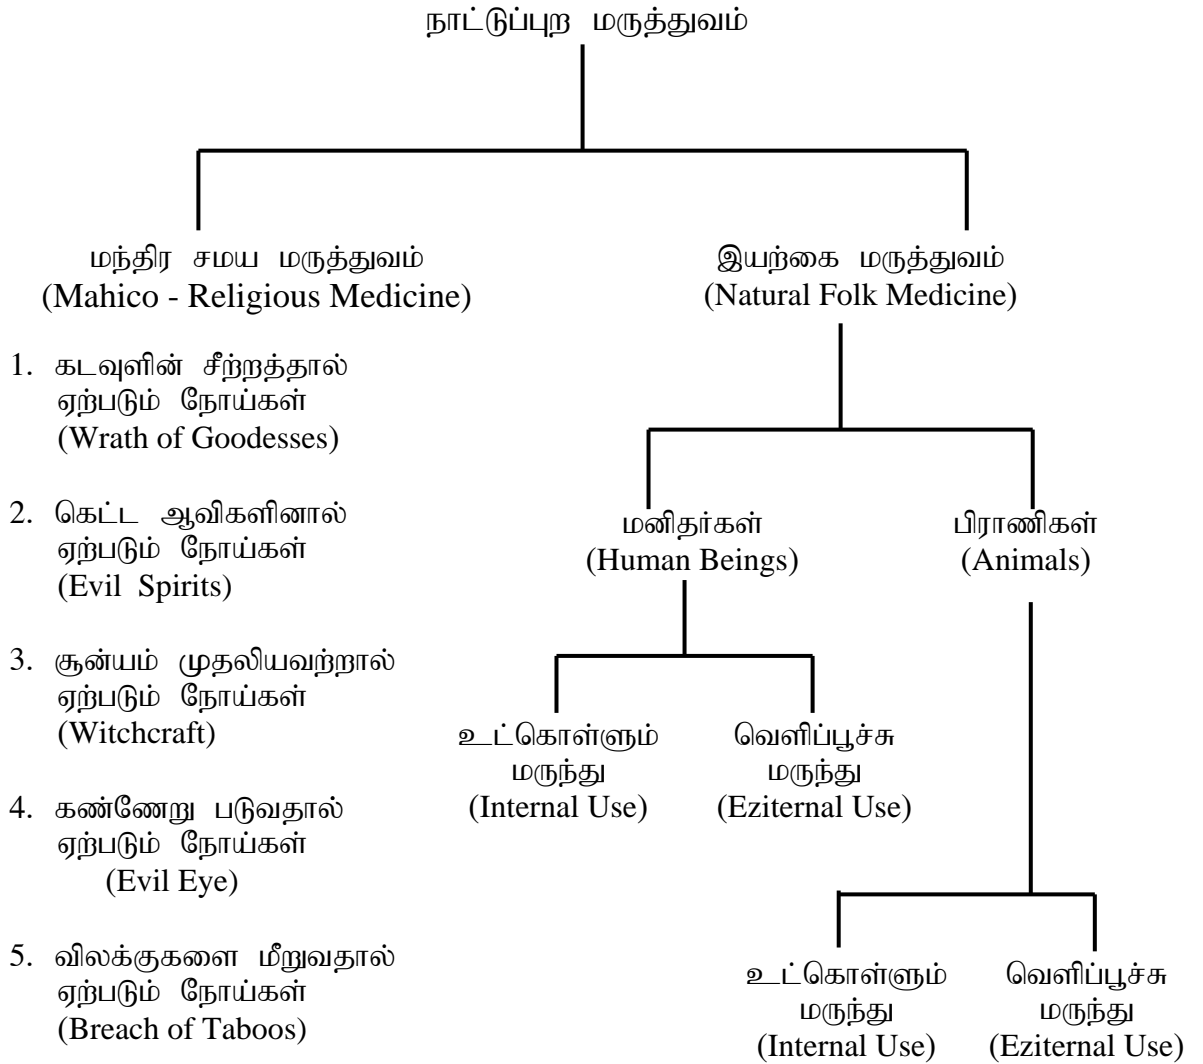 நாட்டுப்புற மருத்துவம்
மந்திர சமய மருத்துவம்
(Mahico - Religious Medicine)
இயற்கை மருத்துவம்
(Natural Folk Medicine)
1. கடவுளின் சீற்றத்தால்
ஏற்படும் நோய்கள்
(Wrath of Goodesses)
2. கெட்ட ஆவிகளினால்
ஏற்படும் நோய்கள்
(Evil Spirits)
3. சூன்யம் முதலியவற்றால்
ஏற்படும் நோய்கள்
(Witchcraft)
4. கண்ணேறு படுவதால்
ஏற்படும் நோய்கள்
(Evil Eye)
5. விலக்குகளை மீறுவதால்
ஏற்படும் நோய்கள்
(Breach of Taboos)
மனிதர்கள்
(Human Beings)
பிராணிகள்
(Animals)
உட்கொள்ளும்
மருந்து
(Internal Use)
வெளிப்பூச்சு
மருந்து
(Eziternal Use)
உட்கொள்ளும்
மருந்து
(Internal Use)
வெளிப்பூச்சு
மருந்து
(Eziternal Use)